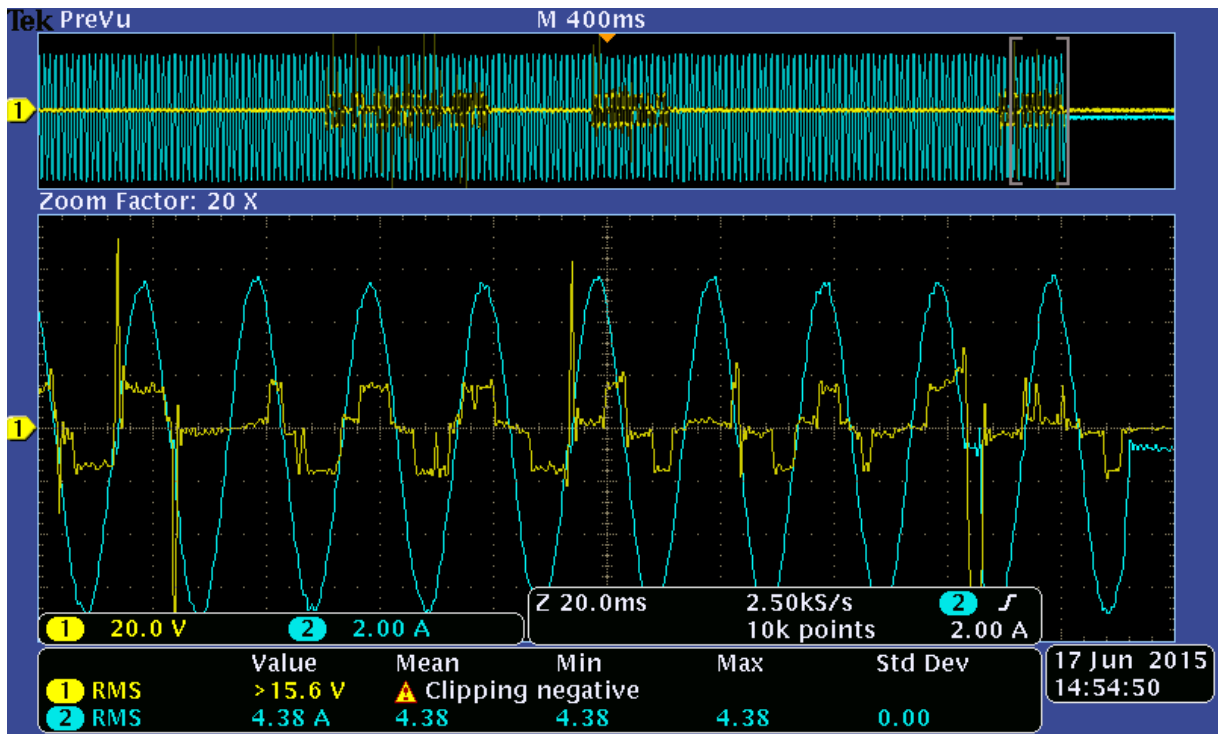 Tek PreVu M 400ms
1
Zoom Factor: 20 X
1
Z 20.0ms 2.50kS/s 2 ∫
10k points 2.00 A
1 20.0 V 2 2.00 A
Value Mean Min Max Std Dev
1 RMS >15.6 V Clipping negative
2 RMS 4.38 A 4.38 4.38 4.38 0.00
17 Jun 2015
14:54:50